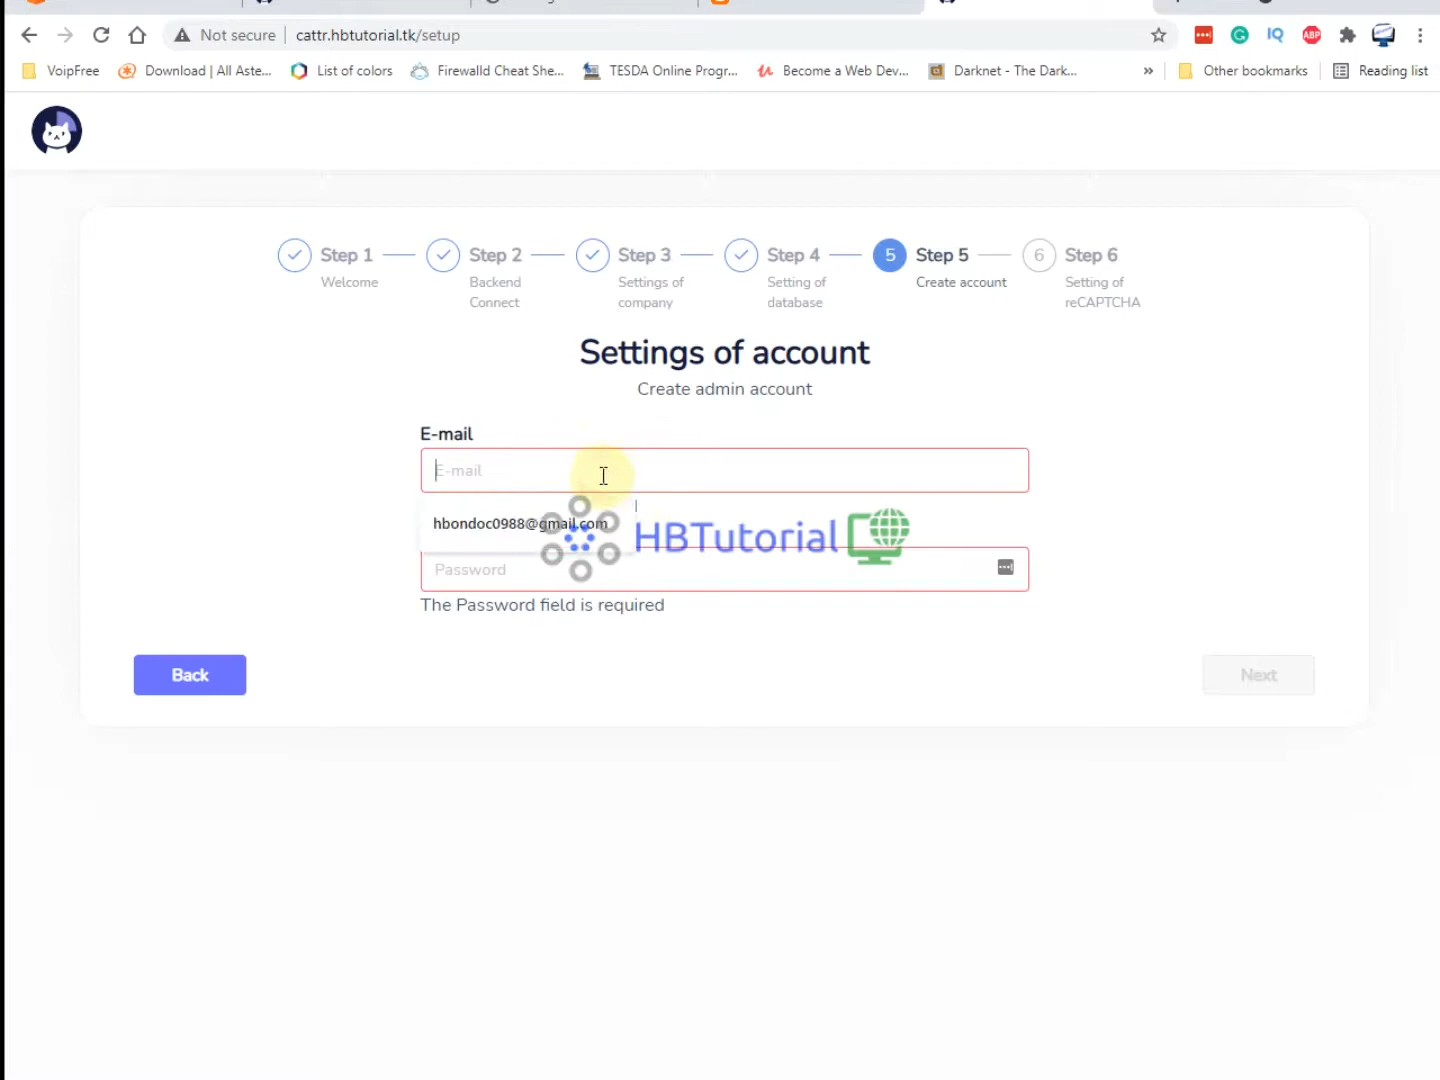 Not secure cattr.hbtutorial.tk/setup
IQ ABP
VoipFree Download | All Aste... List of colors Firewalld Cheat She... TESDA Online Progr... Become a Web Dev... Darknet - The Dark... » Other bookmarks Reading list
Step 1 Step 2 Step 3 Step 4 5 Step 5 6 Step 6
Welcome Backend Settings of Setting of Create account Setting of
Connect company database reCAPTCHA
Settings of account
Create admin account
E-mail
E-mail
hbondoc0988@gmail.com
HBTutorial
Password
The Password field is required
Back Next